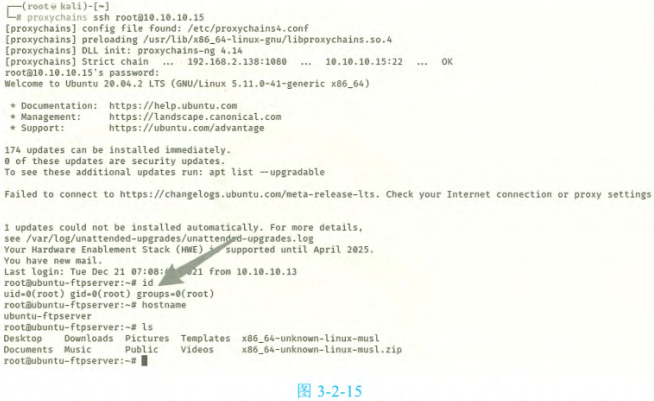 ┌──(root㉿kali)-[~]
└─# proxychains ssh root@10.10.10.15
[proxychains] config file found: /etc/proxychains4.conf
[proxychains] preloading /usr/lib/x86_64-linux-gnu/libproxychains.so.4
[proxychains] DLL init: proxychains-ng 4.14
[proxychains] Strict chain ... 192.168.2.138:1080 ... 10.10.10.15:22 ... OK
root@10.10.10.15's password:
Welcome to Ubuntu 20.04.2 LTS (GNU/Linux 5.11.0-41-generic x86_64)
* Documentation: https://help.ubuntu.com
* Management: https://landscape.canonical.com
* Support: https://ubuntu.com/advantage
174 updates can be installed immediately.
0 of these updates are security updates.
To see these additional updates run: apt list --upgradable
Failed to connect to https://changelogs.ubuntu.com/meta-release-lts. Check your Internet connection or proxy settings
1 updates could not be installed automatically. For more details,
see /var/log/unattended-upgrades/unattended-upgrades.log
Your Hardware Enablement Stack (HWE) supported until April 2025.
You have new mail.
Last login: Tue Dec 21 07:08: from 10.10.10.13
root@ubuntu-ftpserver:~# id
uid=0(root) gid=0(root) groups=0(root)
root@ubuntu-ftpserver:~# hostname
ubuntu-ftpserver
root@ubuntu-ftpserver:~# ls
Desktop Downloads Pictures Templates x86_64-unknown-linux-musl
Documents Music Public Videos x86_64-unknown-linux-musl.zip
root@ubuntu-ftpserver:~#
图 3-2-15